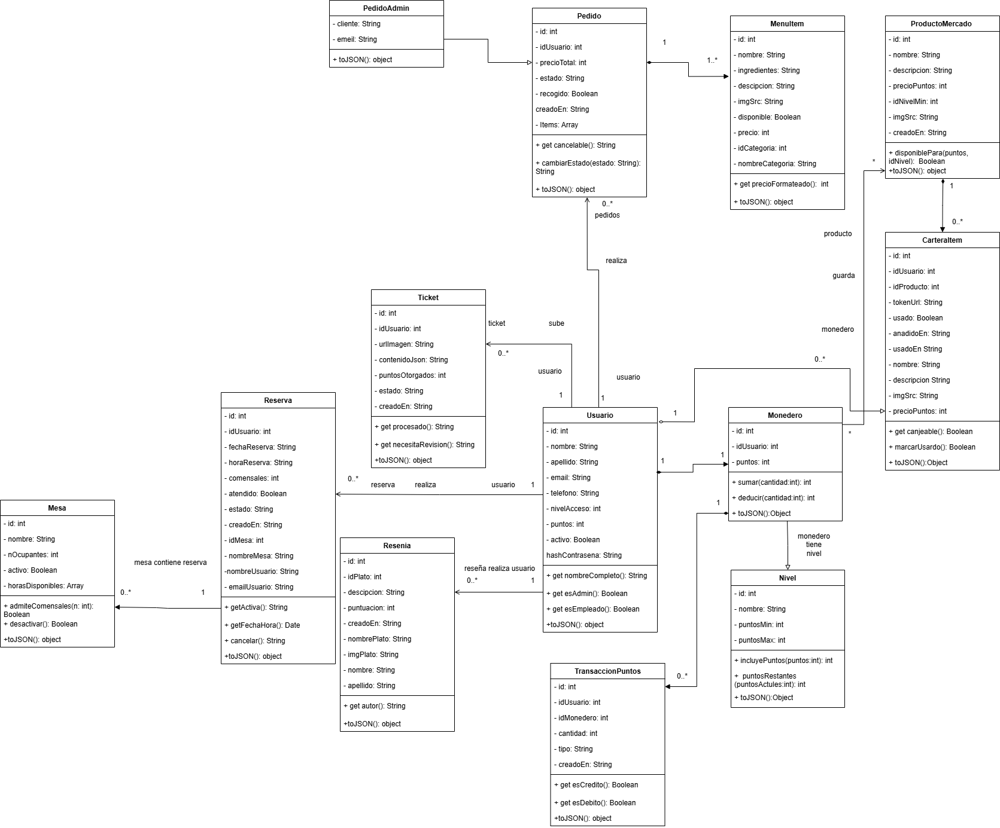 PedidoAdmin
- cliente: String
- emeil: String
+ toJSON(): object
Pedido
- id: int
- idUsuario: int
- precioTotal: int
- estado: String
- recogido: Boolean
creadoEn: String
- Items: Array
+ get cancelable(): String
+ cambiarEstado(estado: String):
String
+ toJSON(): object
1
1..*
MenuItem
- id: int
- nombre: String
- ingredientes: String
- descipcion: String
- imgSrc: String
- disponible: Boolean
- precio: int
- idCategoria: int
- nombreCategoria: String
+ get precioFormateado():  int
+ toJSON(): object
ProductoMercado
- id: int
- nombre: String
- descripcion: String
- precioPuntos: int
- idNivelMin: int
- imgSrc: String
- creadoEn: String
+ disponiblePara(puntos,
idNivel):  Boolean
+toJSON(): object
*
1
0..*
producto
guarda
monedero
0..*
pedidos
realiza
usuario
1
CarteraItem
- id: int
- idUsuario: int
- idProducto: int
- tokenUrl: String
- usado: Boolean
- anadidoEn: String
- usadoEn String
- nombre: String
- descripcion String
- imgSrc: String
- precioPuntos: int
+ get canjeable(): Boolean
+ marcarUsardo(): Boolean
+ toJSON():Object
Ticket
- id: int
- idUsuario: int
- urlImagen: String
- contenidoJson: String
- puntosOtorgados: int
- estado: String
- creadoEn: String
+ get procesado(): String
+ get necesitaRevision(): String
+toJSON(): object
ticket
sube
0..*
usuario
1
0..*
1
Reserva
- id: int
- idUsuario: int
- fechaReserva: String
- horaReserva: String
- comensales: int
- atendido: Boolean
- estado: String
- creadoEn: String
- idMesa: int
- nombreMesa: String
-nombreUsuario: String
- emailUsuario: String
+ getActiva(): String
+ getFechaHora(): Date
+ cancelar(): String
+toJSON(): object
0..*
reserva
realiza
usuario
1
Usuario
- id: int
- nombre: String
- apellido: String
- email: String
- telefono: String
- nivelAcceso: int
- puntos: int
- activo: Boolean
hashContrasena: String
+ get nombreCompleto(): String
+ get esAdmin(): Boolean
+ get esEmpleado(): Boolean
+toJSON(): object
1
1
Monedero
- id: int
- idUsuario: int
- puntos: int
+ sumar(cantidad:int): int
+ deducir(cantidad:int): int
+ toJSON():Object
*
1
monedero
tiene
nivel
Mesa
- id: int
- nombre: String
- nOcupantes: int
- activo: Boolean
- horasDisponibles: Array
+ admiteComensales(n: int):
Boolean
+ desactivar(): Boolean
+toJSON(): object
mesa contiene reserva
0..*
1
Resenia
- id: int
- idPlato: int
- descipcion: String
- puntuacion: int
- creadoEn: String
- nombrePlato: String
- imgPlato: String
- nombre: String
- apellido: String
+ get autor(): String
+toJSON(): object
reseña realiza usuario
0..*
1
Nivel
- id: int
- nombre: String
- puntosMin: int
- puntosMax: int
+ incluyePuntos(puntos:int): int
+  puntosRestantes
(puntosActules:int): int
+ toJSON():Object
TransaccionPuntos
- id: int
- idUsuario: int
- idMonedero: int
- cantidad: int
- tipo: String
- creadoEn: String
+ get esCredito(): Boolean
+ get esDebito(): Boolean
+toJSON(): object
0..*